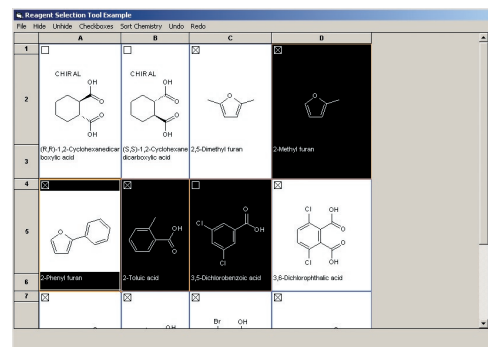 Reagent Selection Tool Example
File Hide Unhide Checkboxes Sort Chemistry Undo Redo
A B C D
1
2
CHIRAL
OH
O
O
OH
CHIRAL
OH
O
O
OH
O
O
3
(R,R)-1,2-Cyclohexanedicar
boxylic acid
(S,S)-1,2-Cyclohexane
dicarboxylic acid
2,5-Dimethyl furan
2-Methyl furan
4
5
O
O
OH
Cl
O
OH
Cl
Cl
OH
O
O
OH
Cl
6
2-Phenyl furan
2-Toluic acid
3,5-Dichlorobenzoic acid
3,6-Dichlorophthalic acid
7
Br OH